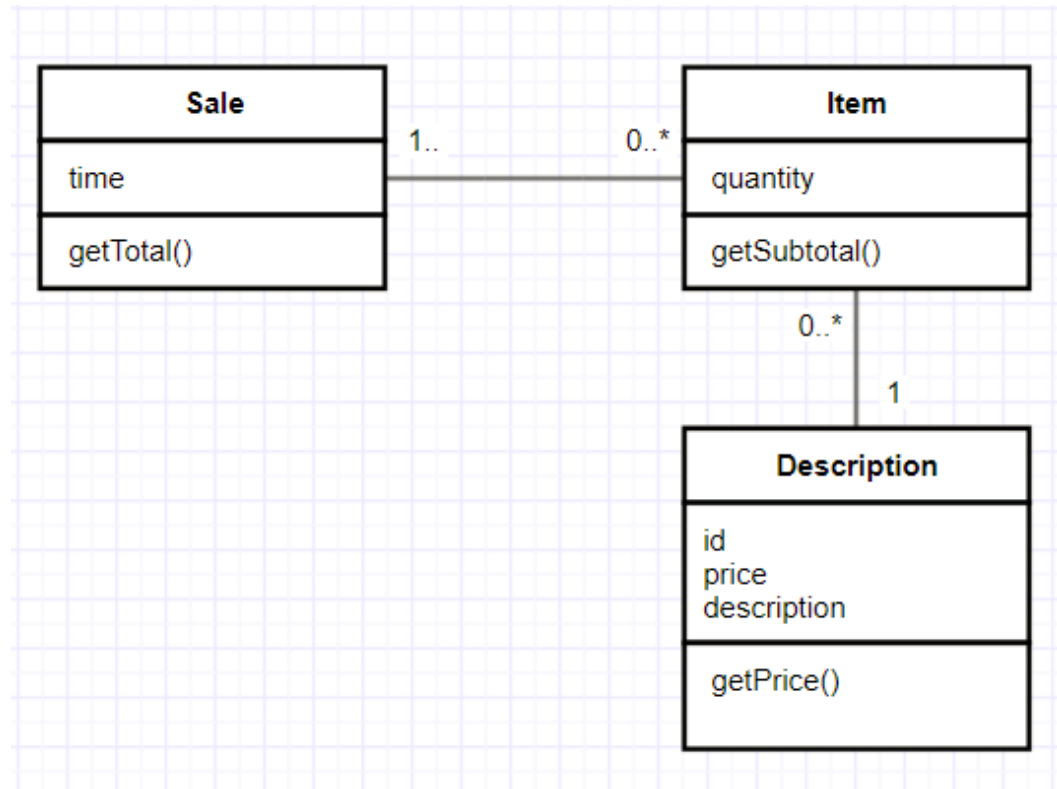 Sale
time
getTotal()
1..
0..*
Item
quantity
getSubtotal()
0..*
1
Description
id
price
description
getPrice()